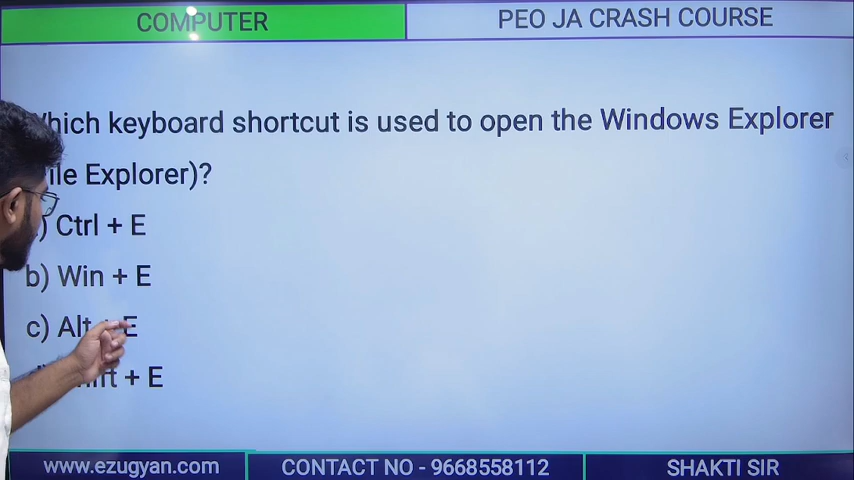 COMPUTER
PEO JA CRASH COURSE
Which keyboard shortcut is used to open the Windows Explorer
ile Explorer)?
) Ctrl + E
b) Win + E
c) Alt + E
+ E
www.ezugyan.com
CONTACT NO - 9668558112
SHAKTI SIR